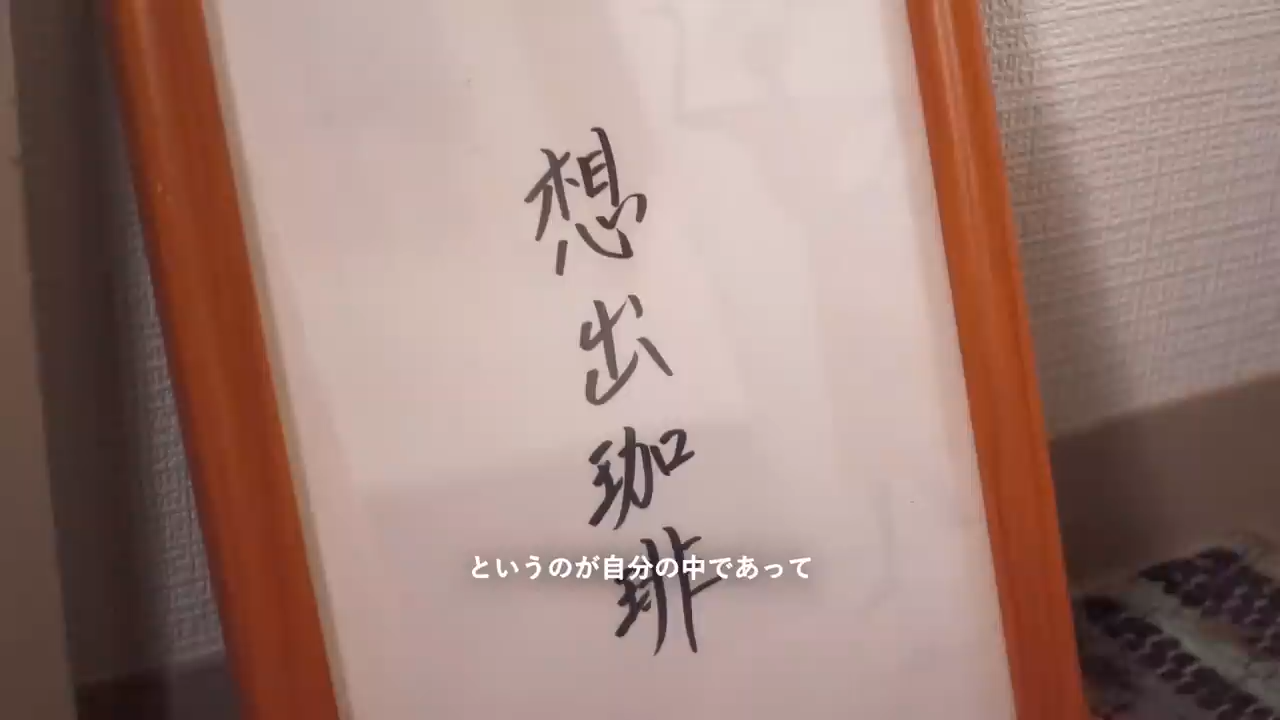 想出珈琲
というのが自分の中であって